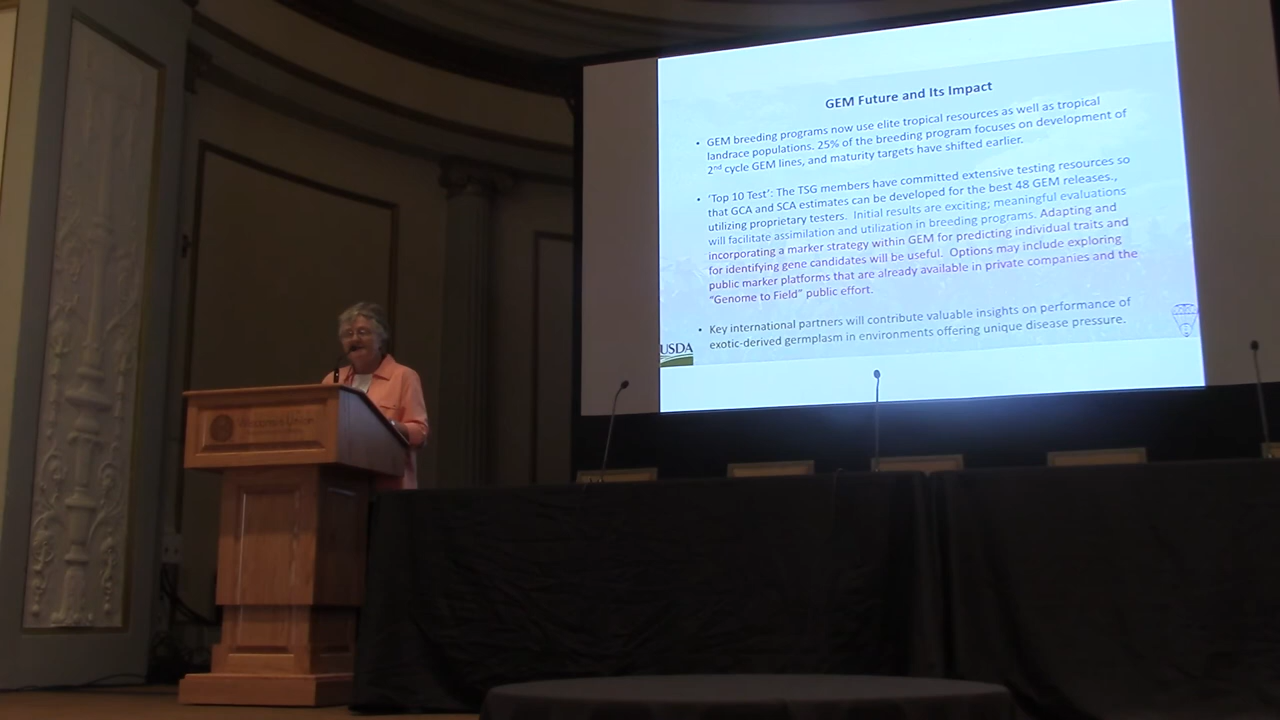 GEM Future and Its Impact
• GEM breeding programs now use elite tropical resources as well as tropical
landrace populations. 25% of the breeding program focuses on development of
2nd cycle GEM lines, and maturity targets have shifted earlier.
• 'Top 10 Test': The TSG members have committed extensive testing resources so
that GCA and SCA estimates can be developed for the best 48 GEM releases.,
utilizing proprietary testers. Initial results are exciting; meaningful evaluations
will facilitate assimilation and utilization in breeding programs. Adapting and
incorporating a marker strategy within GEM for predicting individual traits and
for identifying gene candidates will be useful. Options may include exploring
public marker platforms that are already available in private companies and the
"Genome to Field" public effort.
• Key international partners will contribute valuable insights on performance of
exotic-derived germplasm in environments offering unique disease pressure.
USDA
Wisconsin Union